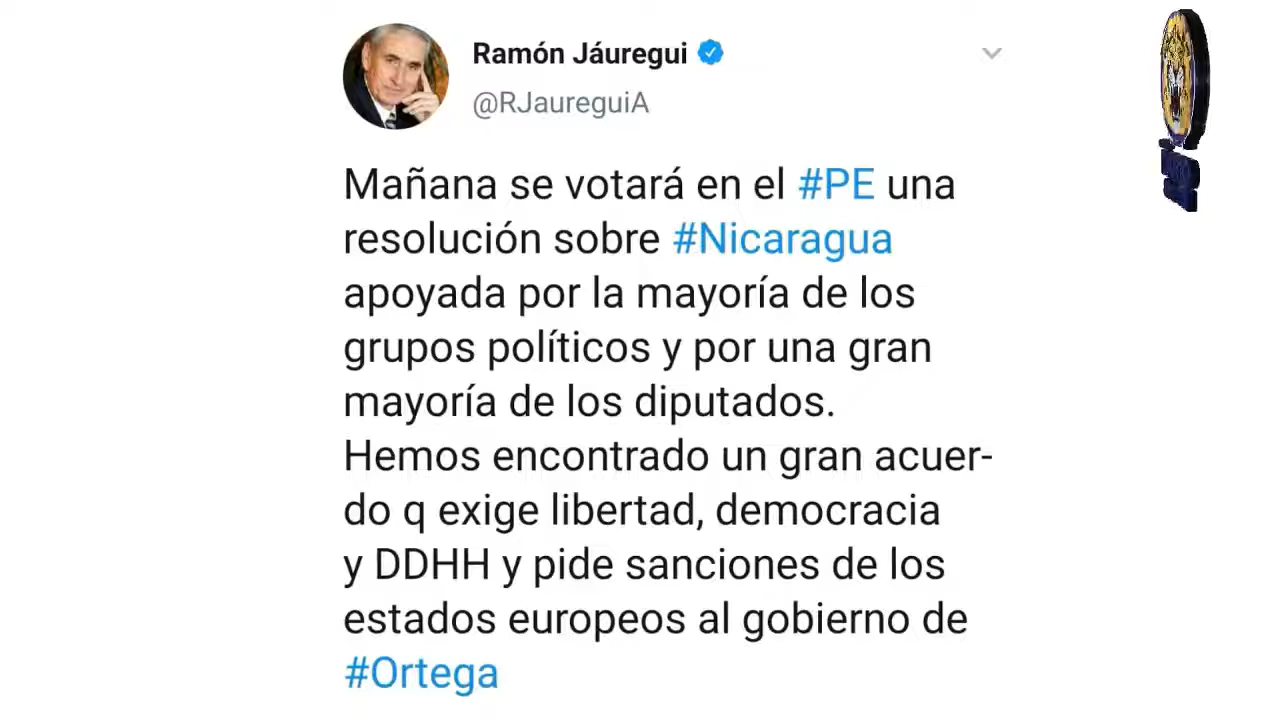 Ramón Jáuregui
@RJaureguiA
Mañana se votará en el #PE una
resolución sobre #Nicaragua
apoyada por la mayoría de los
grupos políticos y por una gran
mayoría de los diputados.
Hemos encontrado un gran acuer-
do q exige libertad, democracia
y DDHH y pide sanciones de los
estados europeos al gobierno de
#Ortega